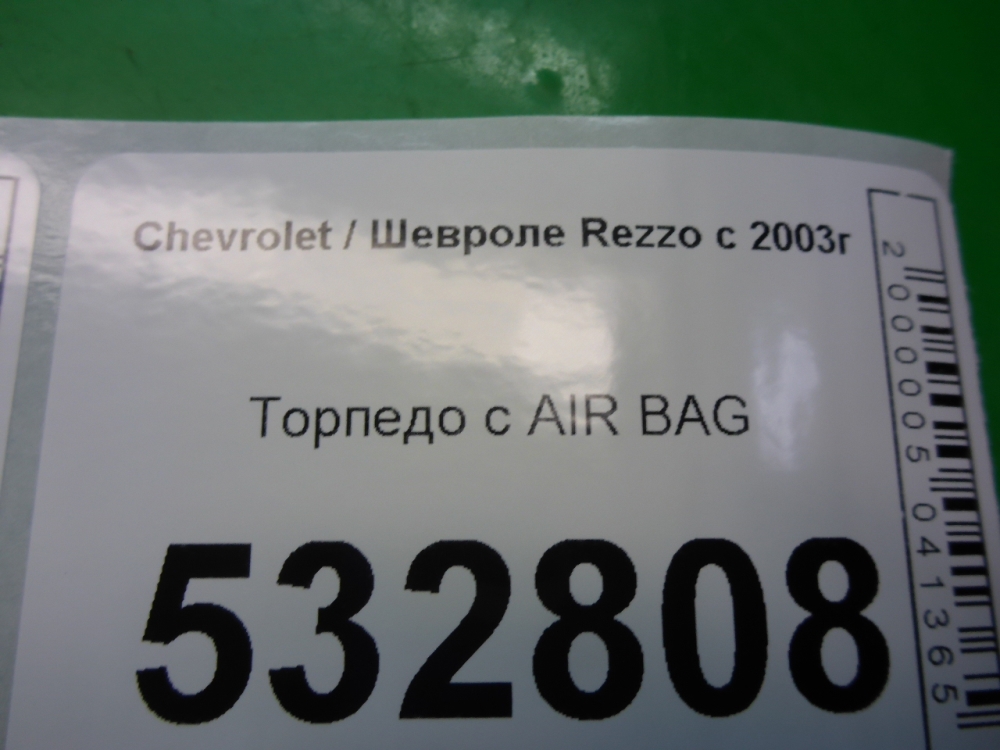 Chevrolet / Шевроле Rezzo с 2003г
Торпедо с AIR BAG
532808
2000005041365